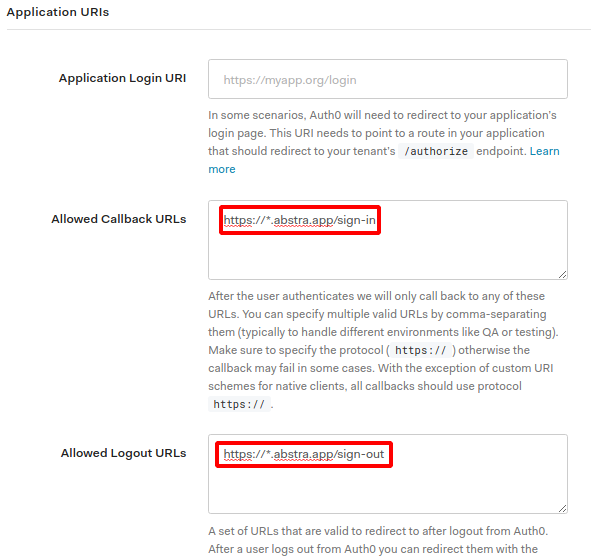 Application URIs
Application Login URI
https://myapp.org/login
In some scenarios, Auth0 will need to redirect to your application's
login page. This URI needs to point to a route in your application
that should redirect to your tenant's /authorize endpoint. Learn
more
Allowed Callback URLs
https://*.abstra.app/sign-in
After the user authenticates we will only call back to any of these
URLs. You can specify multiple valid URLs by comma-separating
them (typically to handle different environments like QA or testing).
Make sure to specify the protocol ( https:// ) otherwise the
callback may fail in some cases. With the exception of custom URI
schemes for native clients, all callbacks should use protocol
https:// .
Allowed Logout URLs
https://*.abstra.app/sign-out
A set of URLs that are valid to redirect to after logout from Auth0.
After a user logs out from Auth0 you can redirect them with the